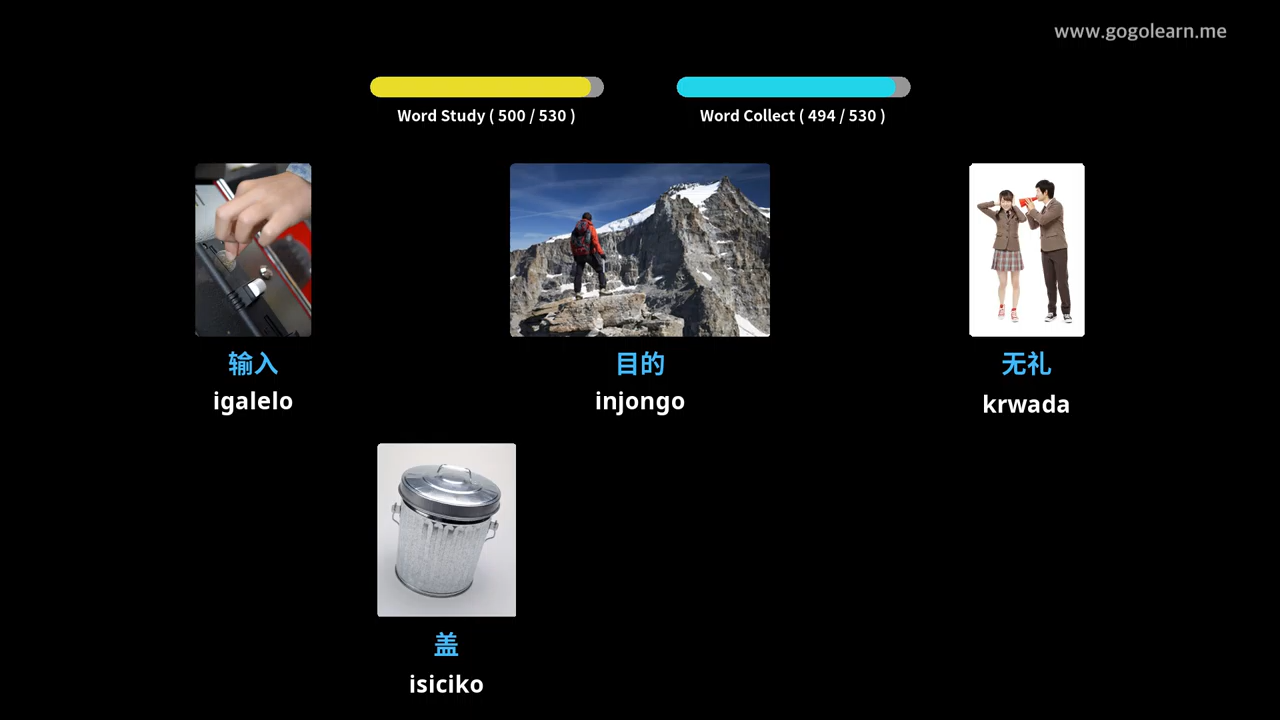 www.gogolearn.me
Word Study ( 500 / 530 )
Word Collect ( 494 / 530 )
输入
igalelo
目的
injongo
无礼
krwada
盖
isiciko